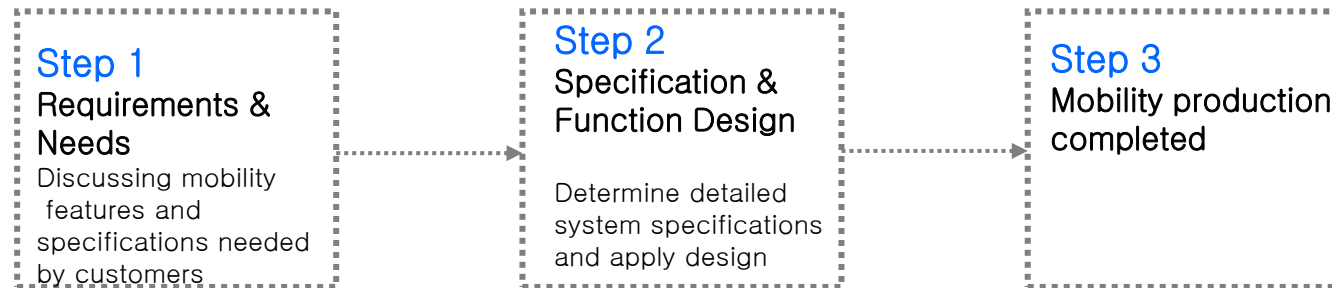 Step 1
Requirements &
Needs
Discussing mobility
features and
specifications needed
by customers
Step 2
Specification &
Function Design
Determine detailed
system specifications
and apply design
Step 3
Mobility production
completed